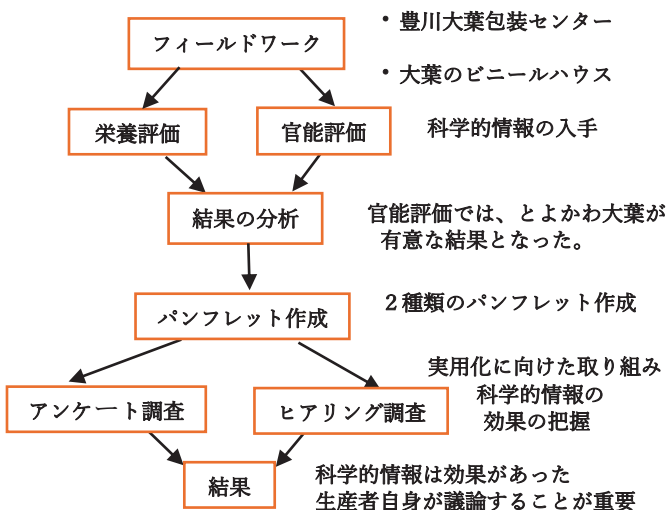 フィールドワーク
・豊川大葉包装センター
・大葉のビニールハウス
栄養評価
官能評価
科学的情報の入手
結果の分析
官能評価では、とよかわ大葉が
有意な結果となった。
パンフレット作成
２種類のパンフレット作成
実用化に向けた取り組み
科学的情報の
効果の把握
アンケート調査
ヒアリング調査
結果
科学的情報は効果があった
生産者自身が議論することが重要